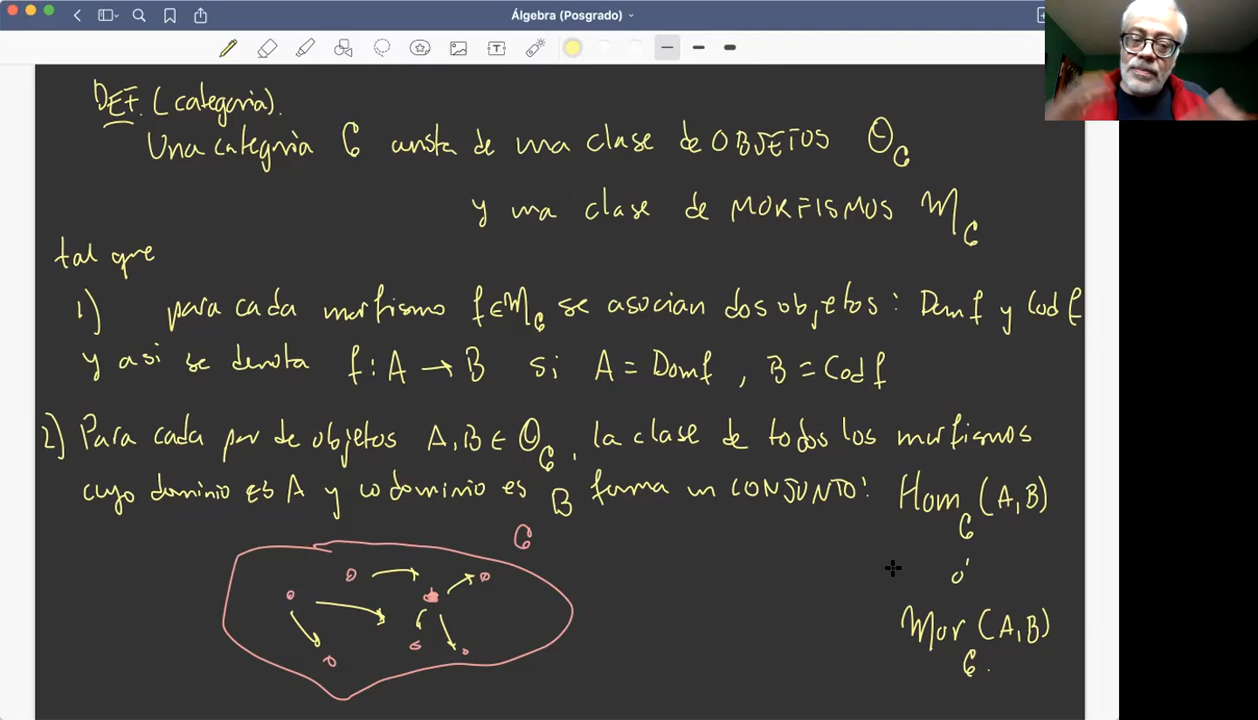 Álgebra (Posgrado)
DEF. (categoria).
Una categoria C consta de una clase de OBJETOS O_C
y una clase de MORFISMOS M_C
tal que
1) para cada morfismo f ∈ M_C se asocian dos objetos: Dom f y Cod f
y asi se denota f : A → B si A = Dom f , B = Cod f
2) Para cada par de objetos A, B ∈ O_C, la clase de todos los morfismos
cuyo dominio es A y codominio es B forma un CONJUNTO: Hom_C (A, B)
C
ó
Mor_C (A, B)